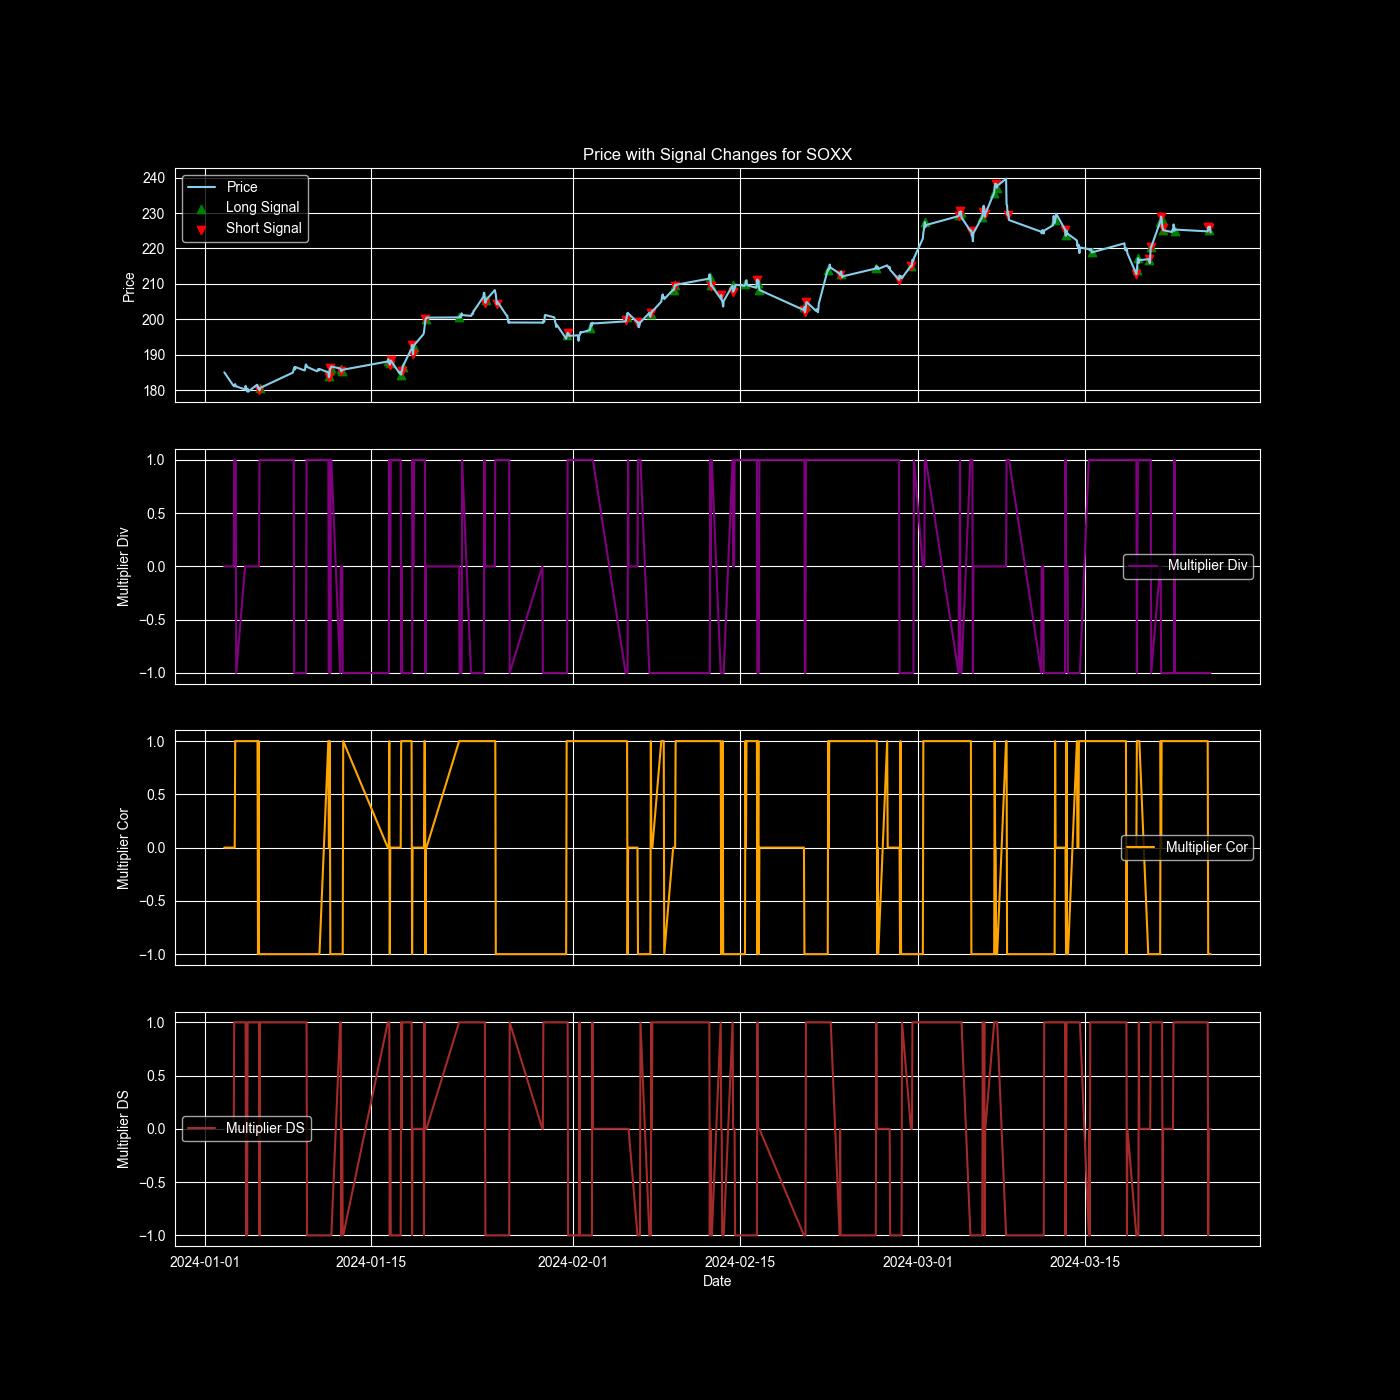 Price with Signal Changes for SOXX
240
230
220
210
200
190
180
Price
Price
Long Signal
Short Signal
1.0
0.5
0.0
−0.5
−1.0
Multiplier Div
Multiplier Div
1.0
0.5
0.0
−0.5
−1.0
Multiplier Cor
Multiplier Cor
1.0
0.5
0.0
−0.5
−1.0
Multiplier DS
Multiplier DS
2024-01-01 2024-01-15 2024-02-01 2024-02-15 2024-03-01 2024-03-15
Date